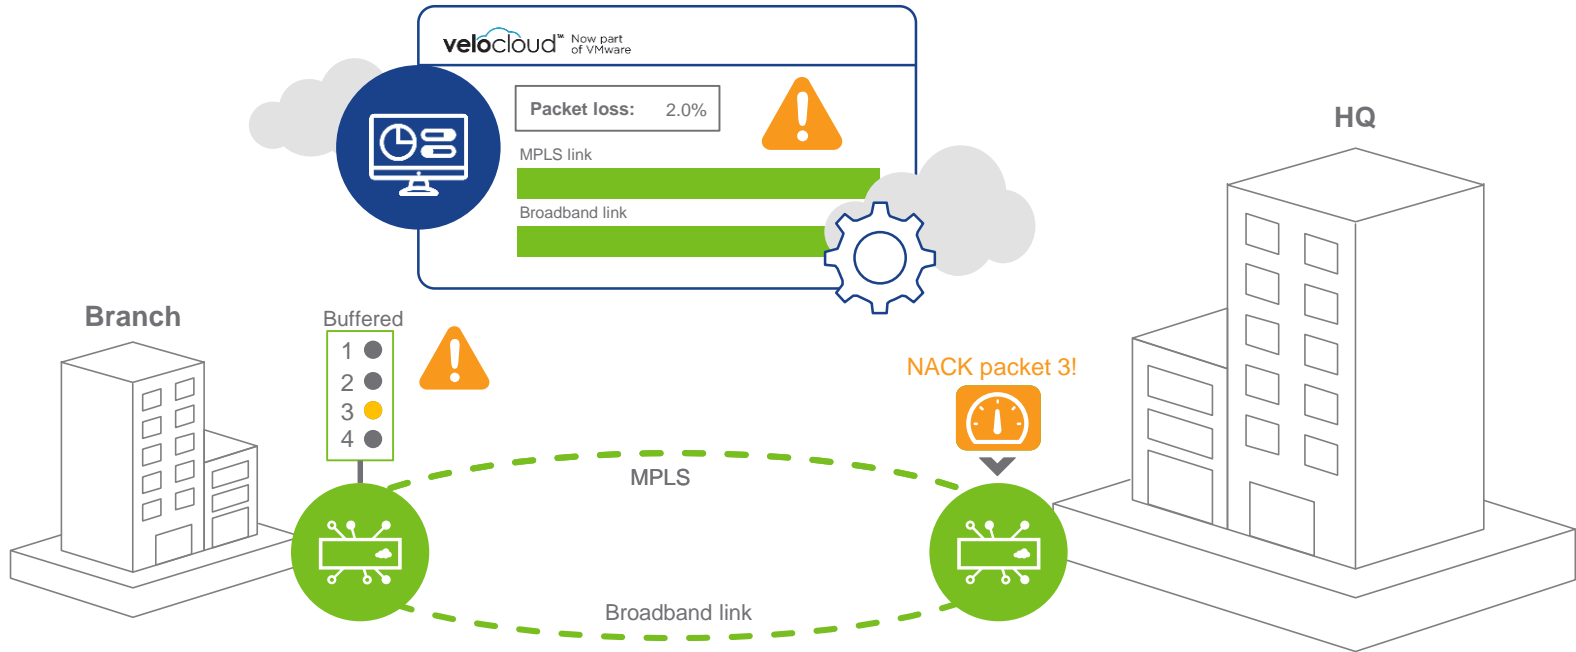 velocloud™ Now part
of VMware
Packet loss: 2.0%
MPLS link
Broadband link
HQ
Branch
Buffered
1
2
3
4
NACK packet 3!
MPLS
Broadband link